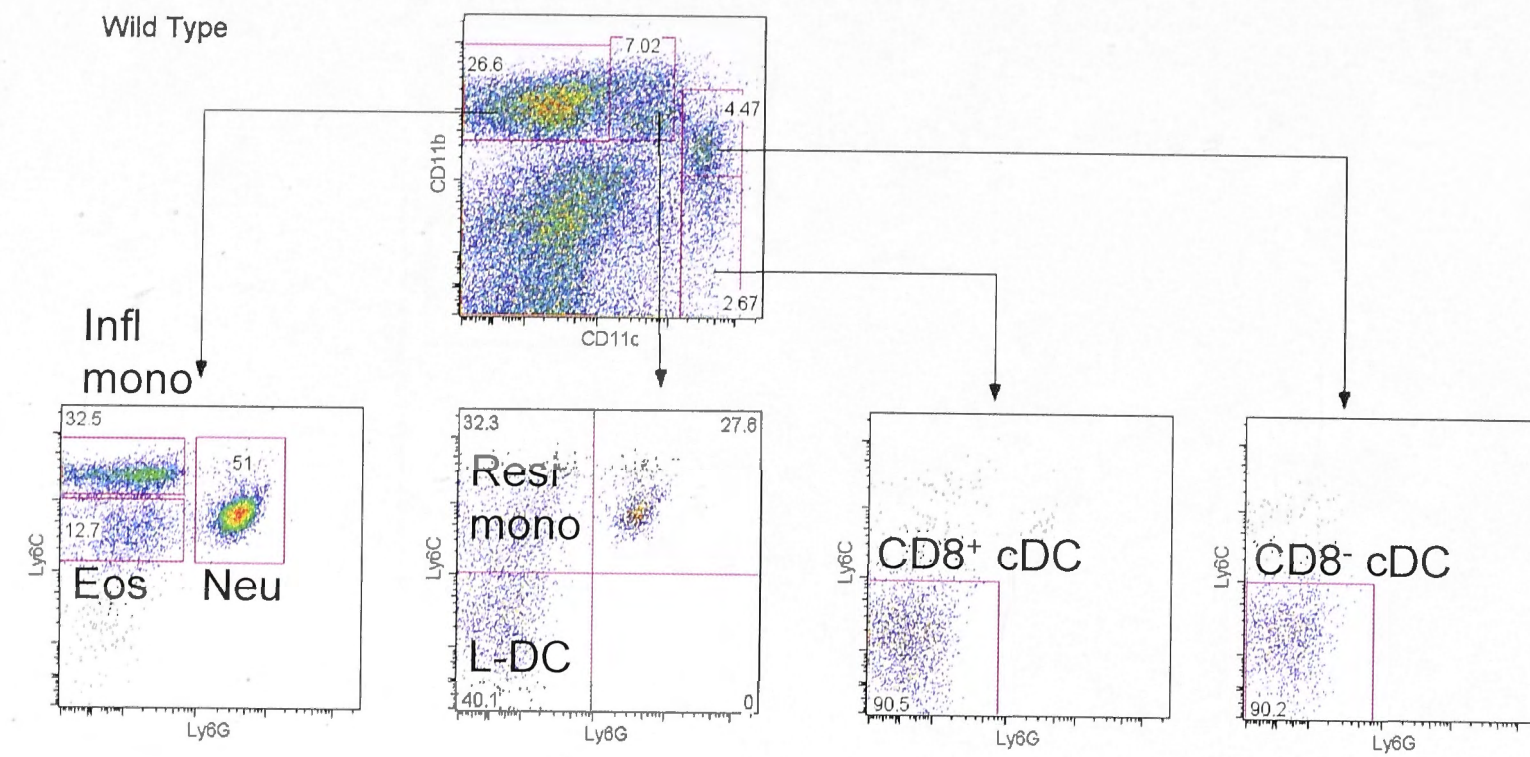 Wild Type
7.02
26.6
4.47
CD11b
2.67
CD11c
Infl
mono
32.5
51
12.7
Ly6C
Eos
Neu
Ly6G
32.3
27.8
Resi
mono
Ly6C
L-DC
40.1
0
Ly6G
Ly6C
CD8⁺ cDC
90.5
Ly6G
Ly6C
CD8⁻ cDC
90.2
Ly6G